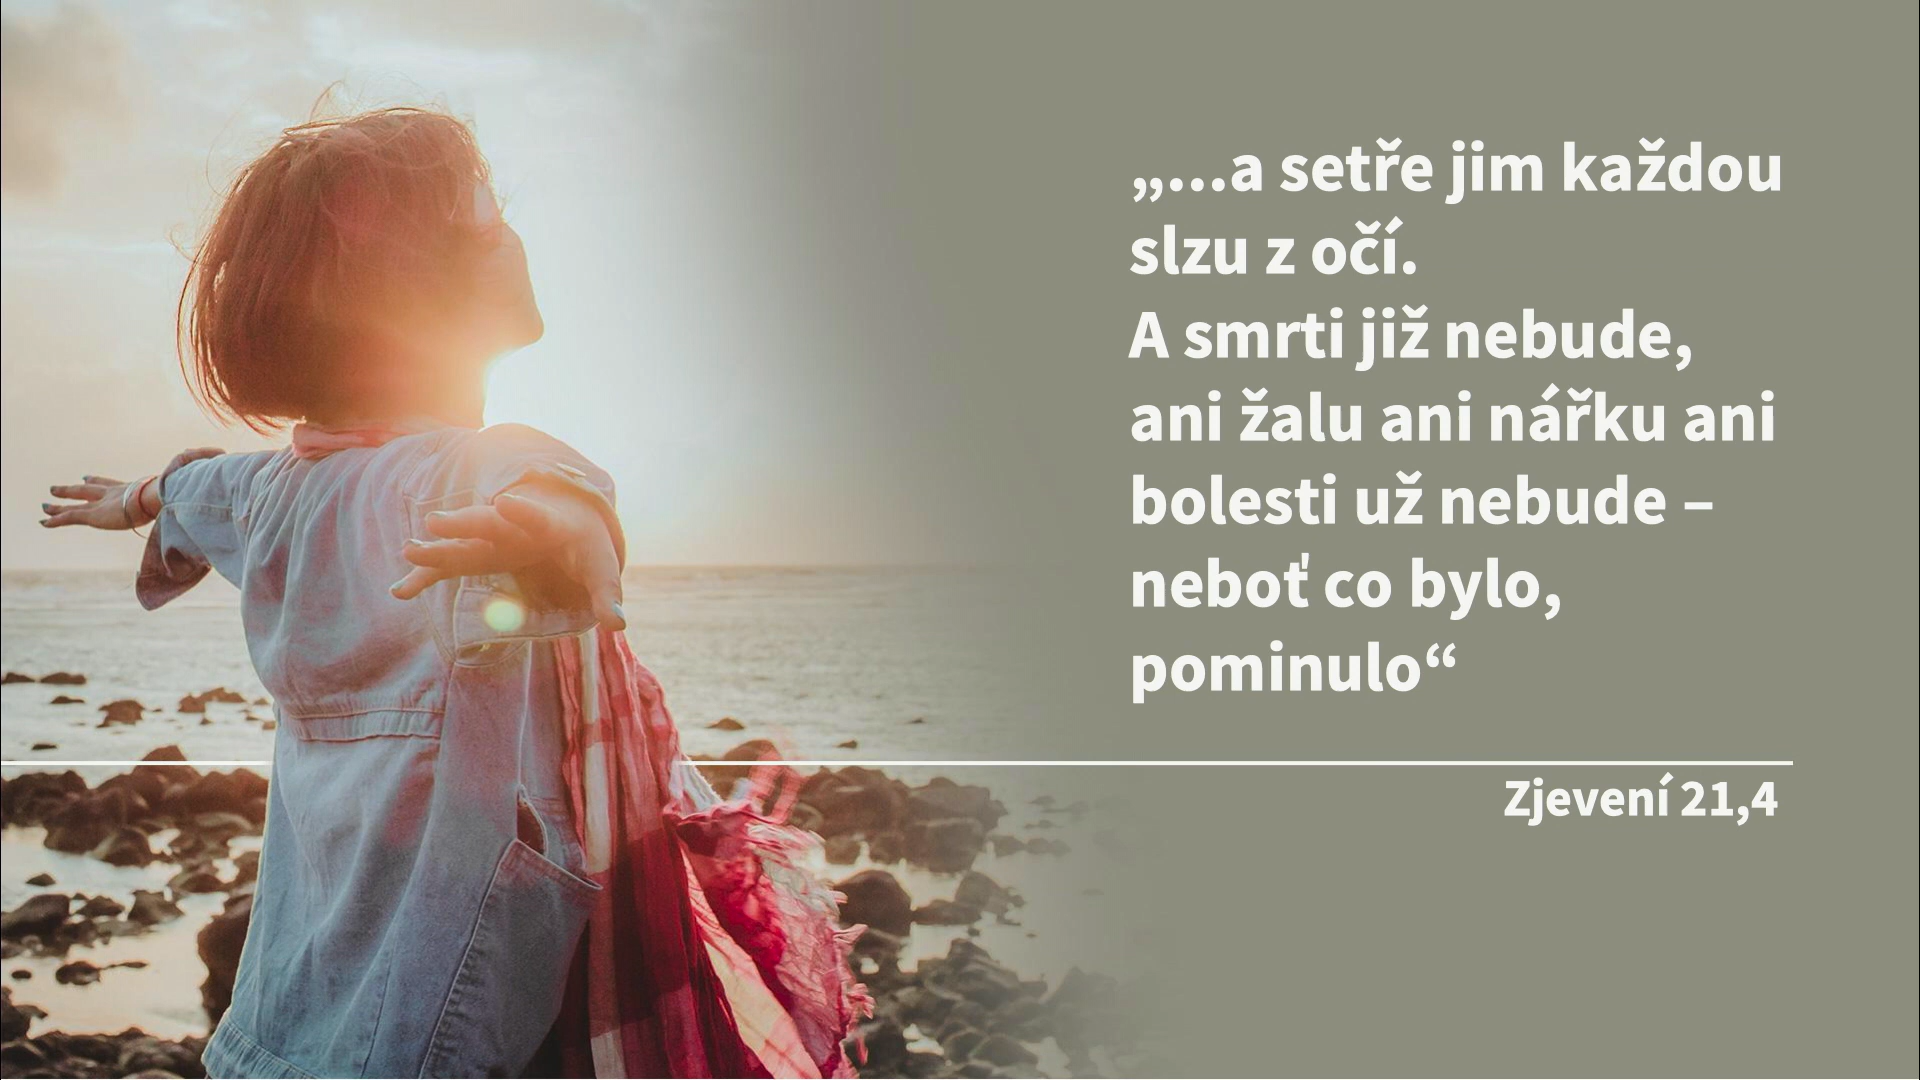 „…a setře jim každou
slzu z očí.
A smrti již nebude,
ani žalu ani nářku ani
bolesti už nebude –
neboť co bylo,
pominulo“
Zjevení 21,4